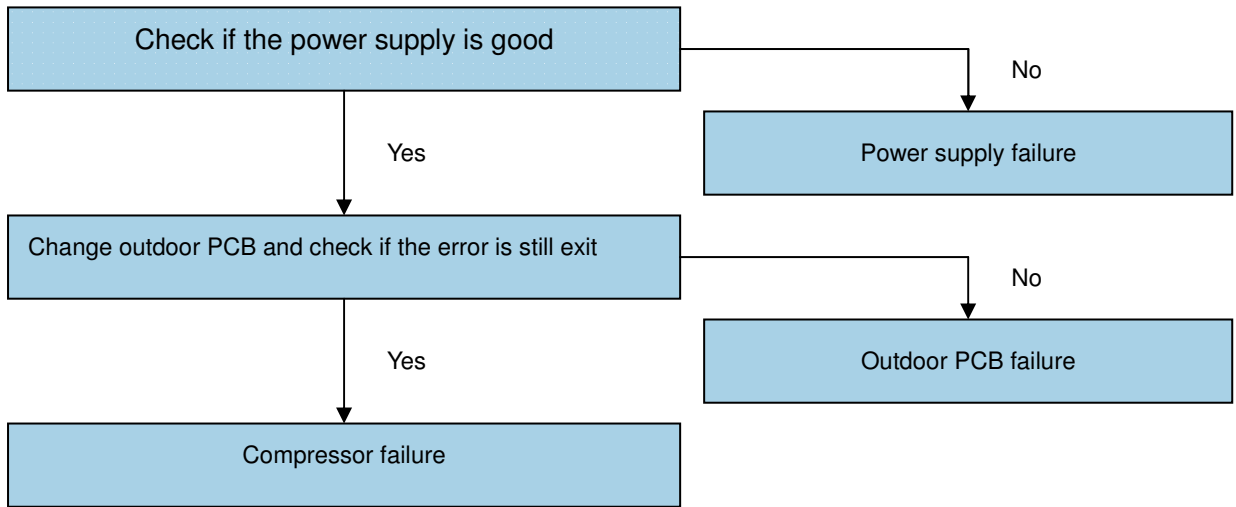 Check if the power supply is good
No
Yes
Power supply failure
Change outdoor PCB and check if the error is still exit
No
Yes
Outdoor PCB failure
Compressor failure